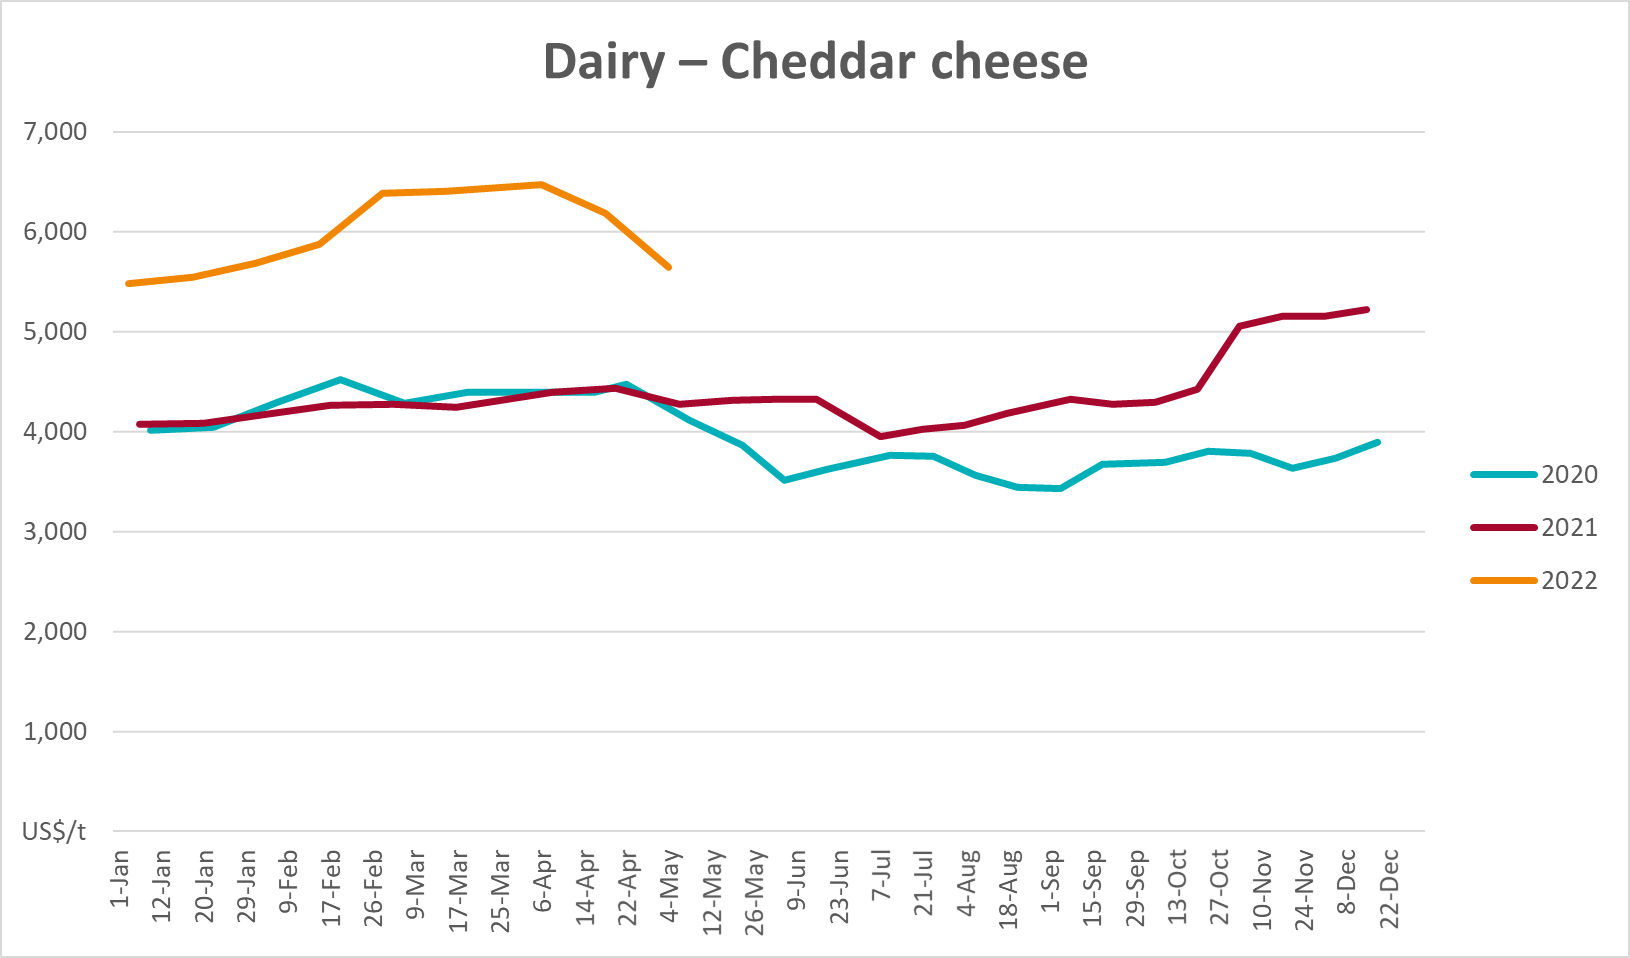 Dairy – Cheddar cheese
7,000
6,000
5,000
4,000
3,000
2,000
1,000
US$/t
1-Jan
12-Jan
20-Jan
29-Jan
9-Feb
17-Feb
26-Feb
9-Mar
17-Mar
25-Mar
6-Apr
14-Apr
22-Apr
4-May
12-May
26-May
9-Jun
23-Jun
7-Jul
21-Jul
4-Aug
18-Aug
1-Sep
15-Sep
29-Sep
13-Oct
27-Oct
10-Nov
24-Nov
8-Dec
22-Dec
2020
2021
2022